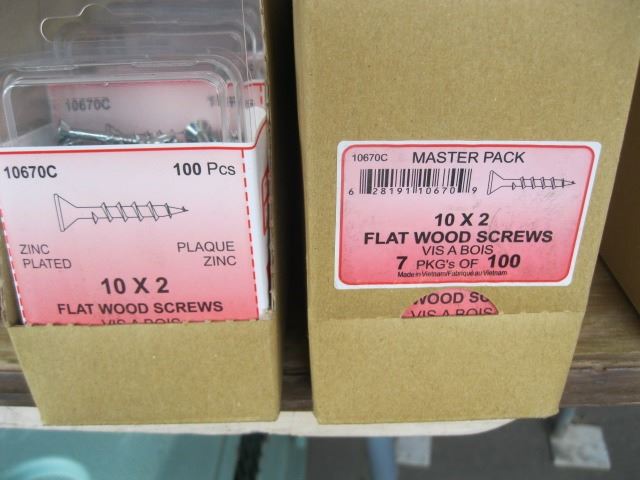 10670C
10670C 100 Pcs
ZINC PLATED
PLAQUE ZINC
10 X 2
FLAT WOOD SCREWS
VIS A BOIS
10670C MASTER PACK
6 28191 10670 9
10 X 2
FLAT WOOD SCREWS
VIS A BOIS
7 PKG's OF 100
Made in Vietnam/Fabriqué au Vietnam
WOOD SC
VIS A BOIS